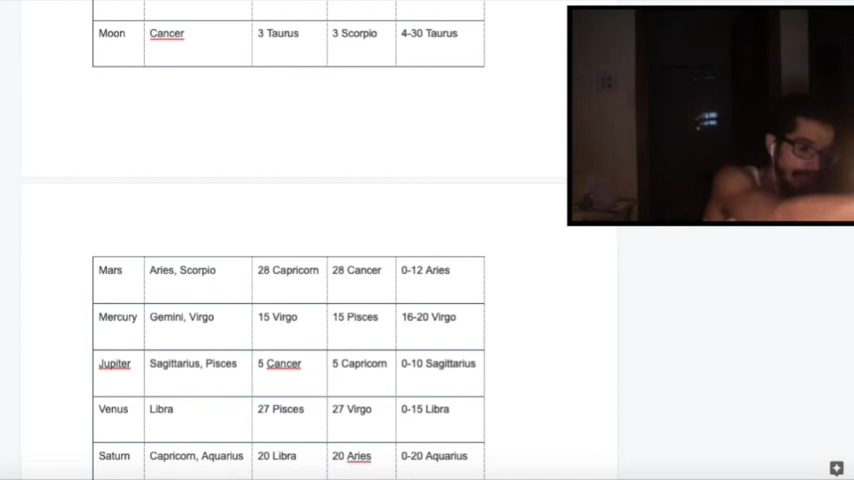 Moon Cancer 3 Taurus 3 Scorpio 4-30 Taurus
Mars Aries, Scorpio 28 Capricorn 28 Cancer 0-12 Aries
Mercury Gemini, Virgo 15 Virgo 15 Pisces 16-20 Virgo
Jupiter Sagittarius, Pisces 5 Cancer 5 Capricorn 0-10 Sagittarius
Venus Libra 27 Pisces 27 Virgo 0-15 Libra
Saturn Capricorn, Aquarius 20 Libra 20 Aries 0-20 Aquarius